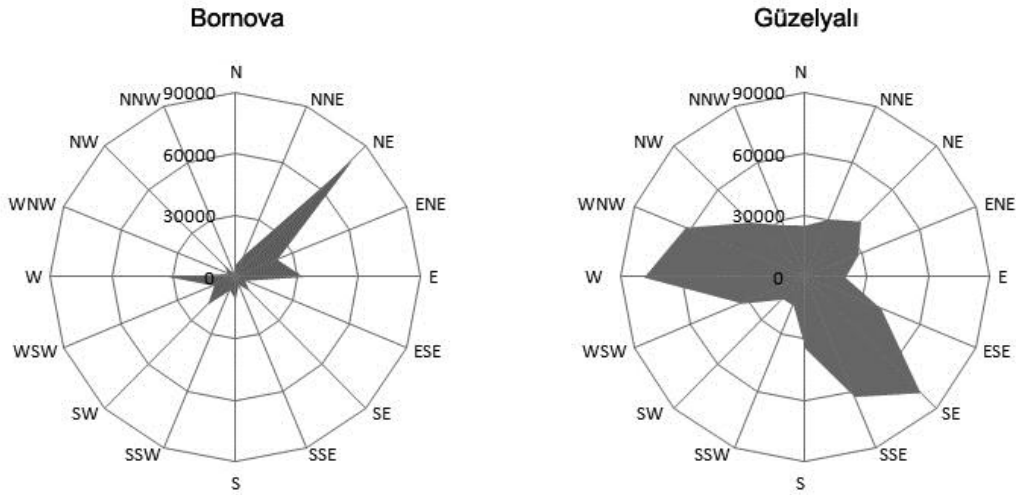 Bornova
N
NNE
NE
ENE
E
ESE
SE
SSE
S
SSW
SW
WSW
W
WNW
NW
NNW
90000
60000
30000
0
Güzelyalı
N
NNE
NE
ENE
E
ESE
SE
SSE
S
SSW
SW
WSW
W
WNW
NW
NNW
90000
60000
30000
0